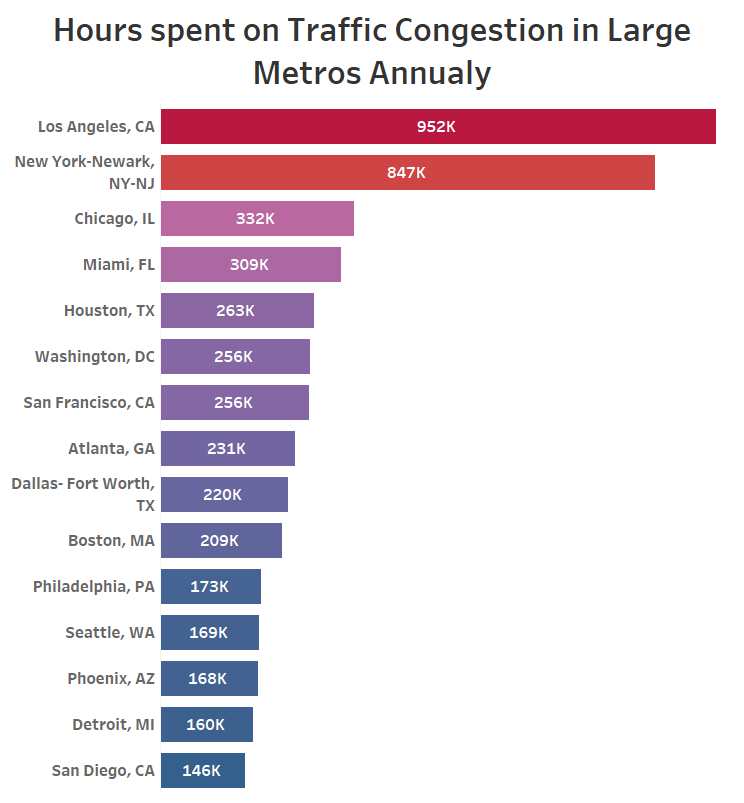 Hours spent on Traffic Congestion in Large
Metros Annualy
Los Angeles, CA
952K
New York-Newark,
NY-NJ
847K
Chicago, IL
332K
Miami, FL
309K
Houston, TX
263K
Washington, DC
256K
San Francisco, CA
256K
Atlanta, GA
231K
Dallas- Fort Worth,
TX
220K
Boston, MA
209K
Philadelphia, PA
173K
Seattle, WA
169K
Phoenix, AZ
168K
Detroit, MI
160K
San Diego, CA
146K